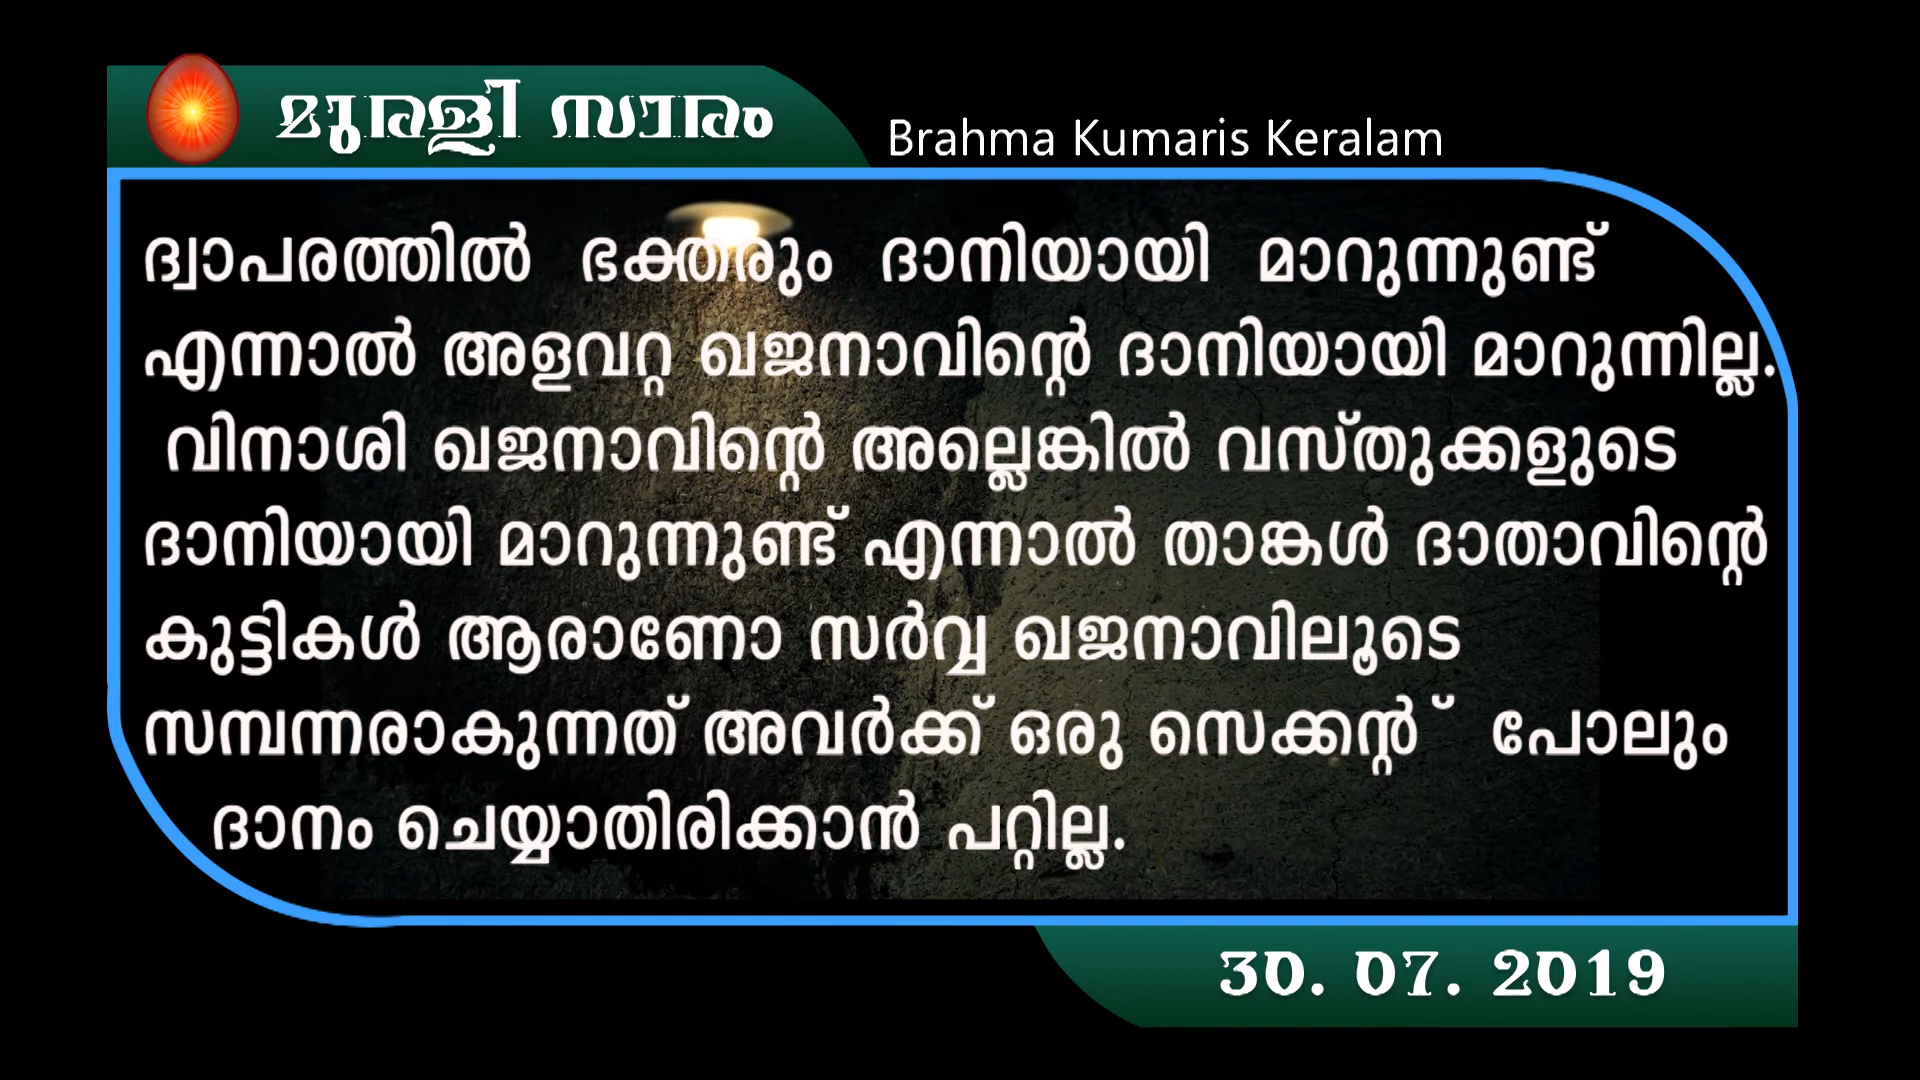 മുരളി സാരം
Brahma Kumaris Keralam
ദ്വാപരത്തിൽ ഭക്തരും ദാനിയായി മാറുന്നുണ്ട്
എന്നാൽ അളവറ്റ ഖജനാവിന്റെ ദാനിയായി മാറുന്നില്ല.
വിനാശി ഖജനാവിന്റെ അല്ലെങ്കിൽ വസ്തുക്കളുടെ
ദാനിയായി മാറുന്നുണ്ട് എന്നാൽ താങ്കൾ ദാതാവിന്റെ
കുട്ടികൾ ആരാണോ സർവ്വ ഖജനാവിലൂടെ
സമ്പന്നരാകുന്നത് അവർക്ക് ഒരു സെക്കന്റ് പോലും
ദാനം ചെയ്യാതിരിക്കാൻ പറ്റില്ല.
30. 07. 2019